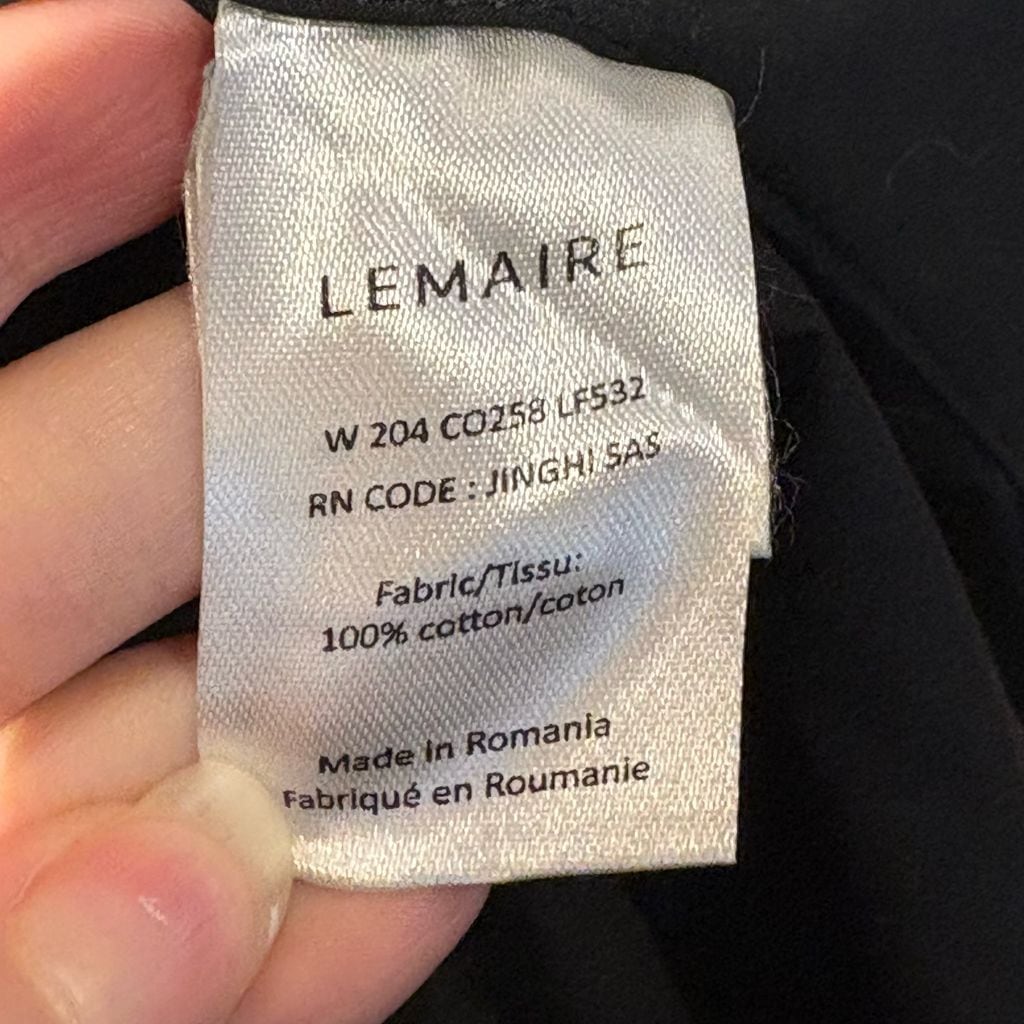 LEMAIRE
W 204 CO258 LF532
RN CODE : JINGHI SAS
Fabric/Tissu:
100% cotton/coton
Made in Romania
Fabriqué en Roumanie